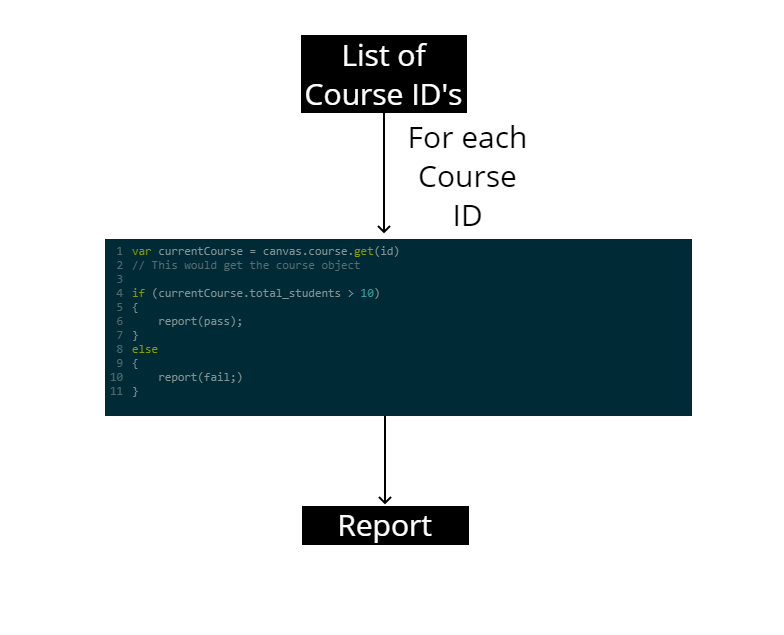 List of
Course ID's
For each
Course
ID
1 var currentCourse = canvas.course.get(id)
2 // This would get the course object
3
4 if (currentCourse.total_students > 10)
5 {
6     report(pass);
7 }
8 else
9 {
10     report(fail;)
11 }
Report